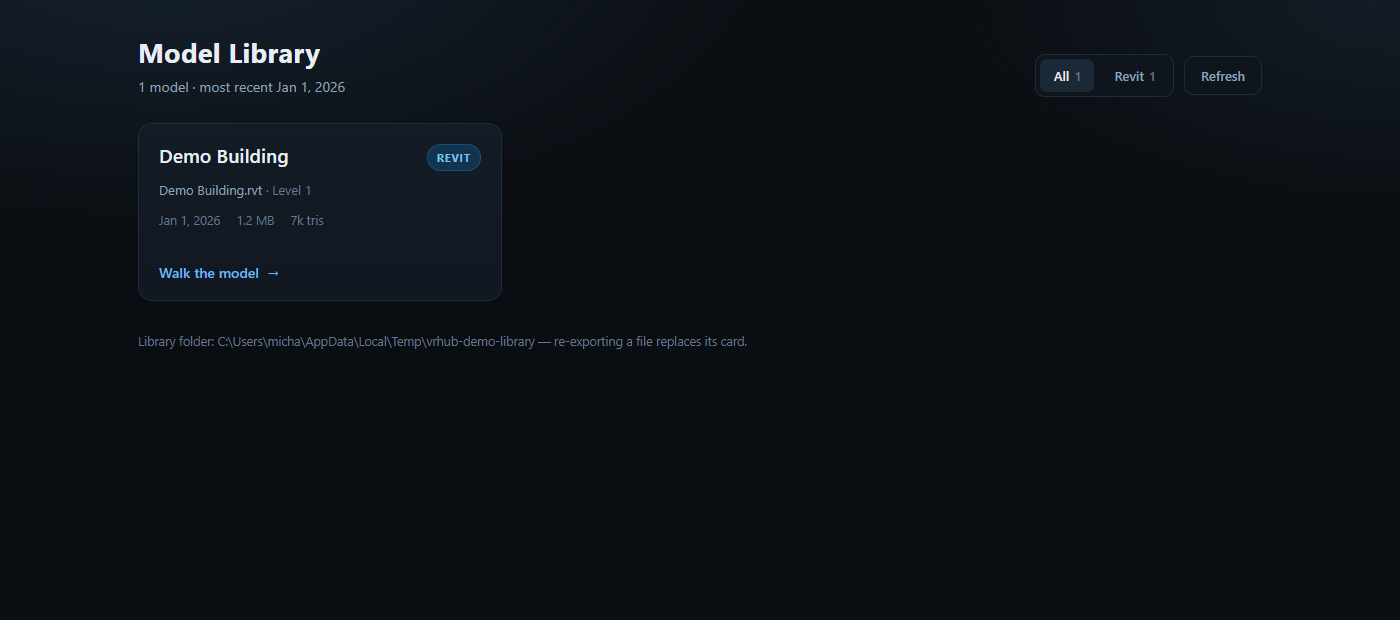 Model Library
1 model · most recent Jan 1, 2026
All 1
Revit 1
Refresh
Demo Building
REVIT
Demo Building.rvt · Level 1
Jan 1, 2026 1.2 MB 7k tris
Walk the model →
Library folder: C:\Users\micha\AppData\Local\Temp\vrhub-demo-library — re-exporting a file replaces its card.